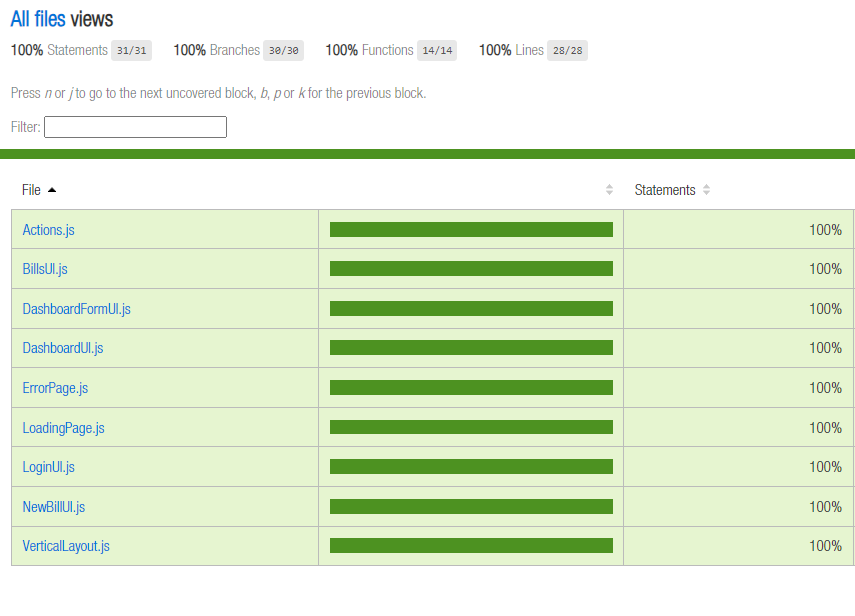 All files views
100% Statements 31/31 100% Branches 30/30 100% Functions 14/14 100% Lines 28/28
Press n or j to go to the next uncovered block, b, p or k for the previous block.
Filter:
File Statements
Actions.js 100%
BillsUI.js 100%
DashboardFormUI.js 100%
DashboardUI.js 100%
ErrorPage.js 100%
LoadingPage.js 100%
LoginUI.js 100%
NewBillUI.js 100%
VerticalLayout.js 100%